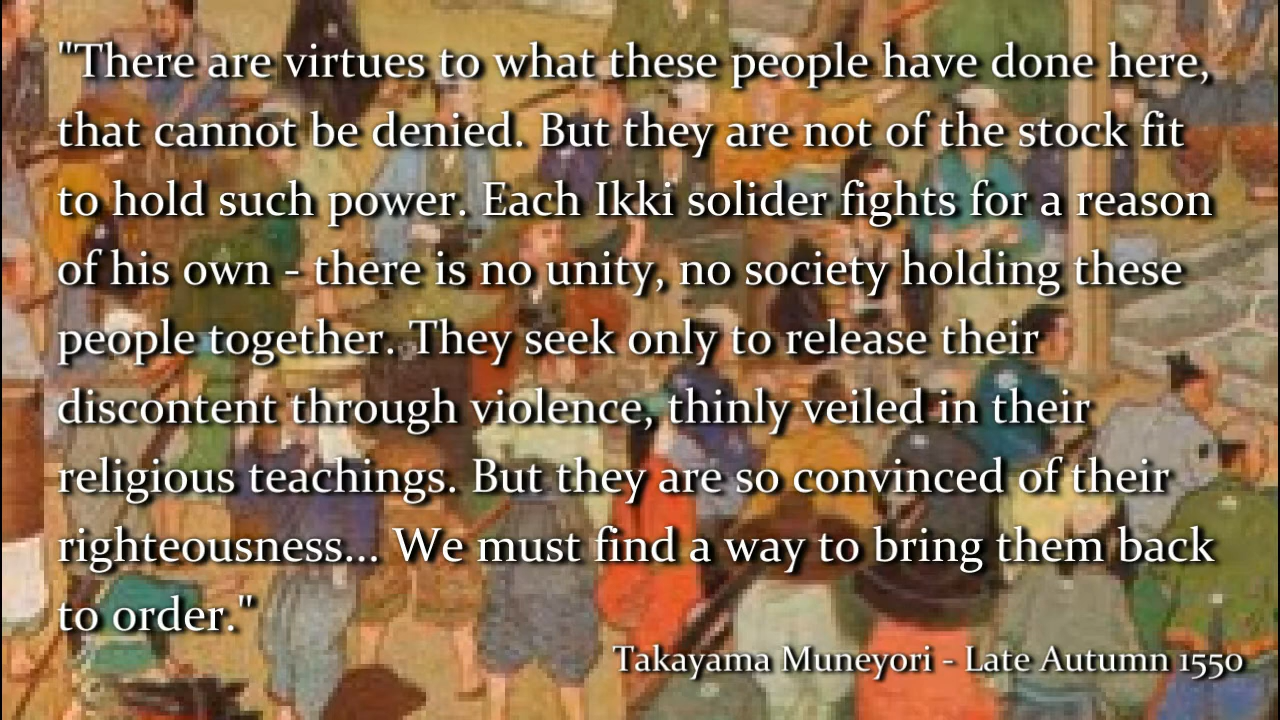 "There are virtues to what these people have done here,
that cannot be denied. But they are not of the stock fit
to hold such power. Each Ikki solider fights for a reason
of his own - there is no unity, no society holding these
people together. They seek only to release their
discontent through violence, thinly veiled in their
religious teachings. But they are so convinced of their
righteousness... We must find a way to bring them back
to order."
Takayama Muneyori - Late Autumn 1550